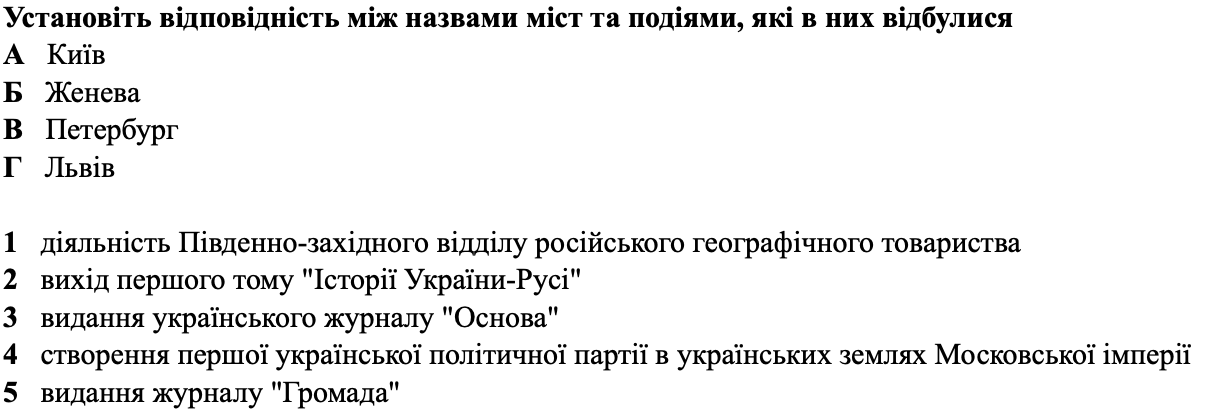 Установіть відповідність між назвами міст та подіями, які в них відбулися
А Київ
Б Женева
В Петербург
Г Львів
1 діяльність Південно-західного відділу російського географічного товариства
2 вихід першого тому "Історії України-Русі"
3 видання українського журналу "Основа"
4 створення першої української політичної партії в українських землях Московської імперії
5 видання журналу "Громада"